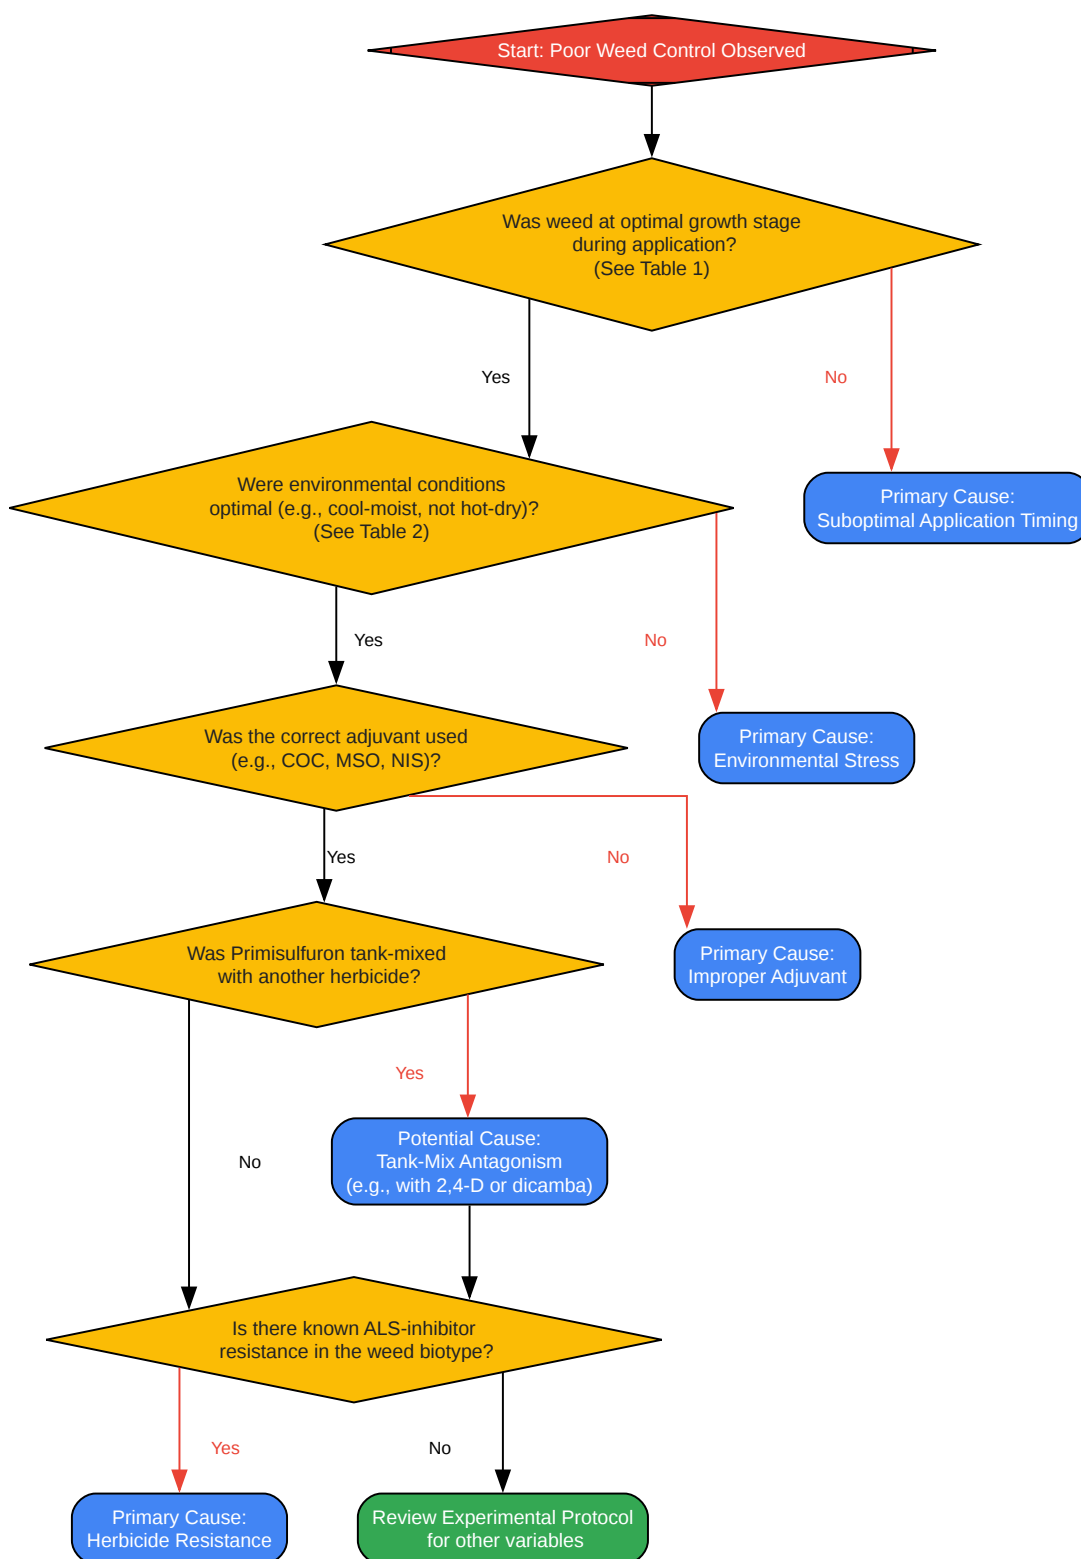 Start: Poor Weed Control Observed
Was weed at optimal growth stage
during application?
(See Table 1)
Yes
No
Were environmental conditions
optimal (e.g., cool-moist, not hot-dry)?
(See Table 2)
Primary Cause:
Suboptimal Application Timing
Yes
No
Was the correct adjuvant used
(e.g., COC, MSO, NIS)?
Primary Cause:
Environmental Stress
Yes
No
Was Primisulfuron tank-mixed
with another herbicide?
Primary Cause:
Improper Adjuvant
Yes
No
Potential Cause:
Tank-Mix Antagonism
(e.g., with 2,4-D or dicamba)
Is there known ALS-inhibitor
resistance in the weed biotype?
Yes
No
Primary Cause:
Herbicide Resistance
Review Experimental Protocol
for other variables